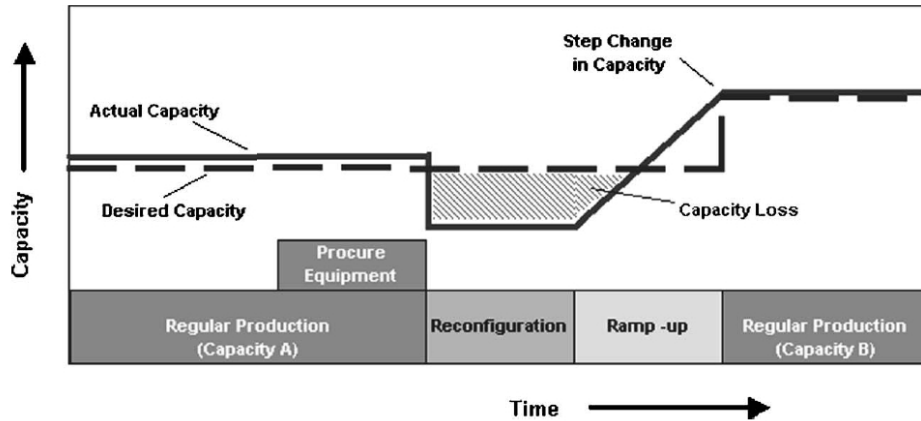 Step Change
in Capacity
Actual Capacity
Desired Capacity
Capacity Loss
Capacity
Procure
Equipment
Regular Production
(Capacity A)
Reconfiguration
Ramp -up
Regular Production
(Capacity B)
Time